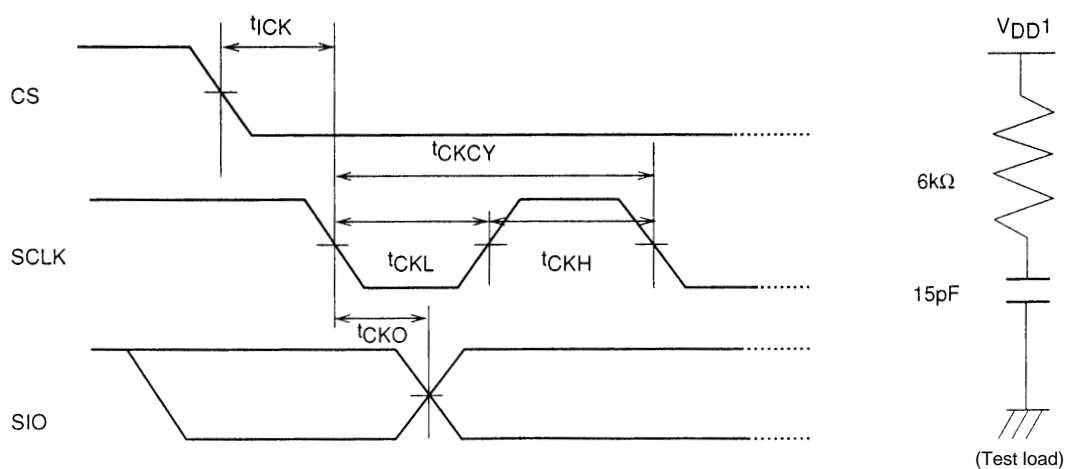 tICK
VDD1
CS
tCKCY
6kΩ
SCLK
tCKL
tCKH
15pF
tCKO
SIO
(Test load)